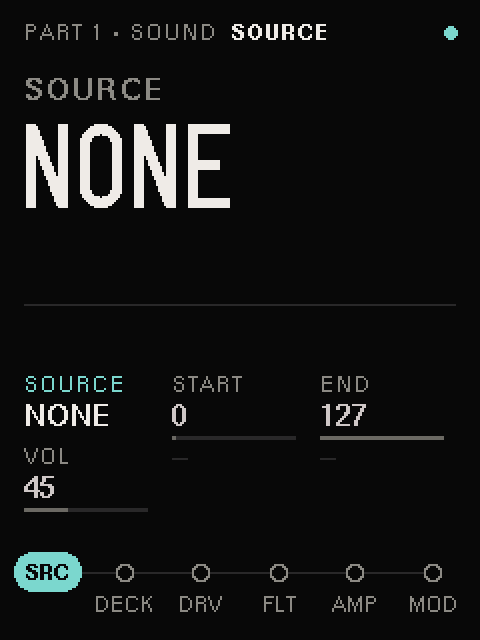 PART 1 · SOUND SOURCE
SOURCE
NONE
SOURCE START END
NONE 0 127
VOL — —
45
SRC
DECK DRV FLT AMP MOD